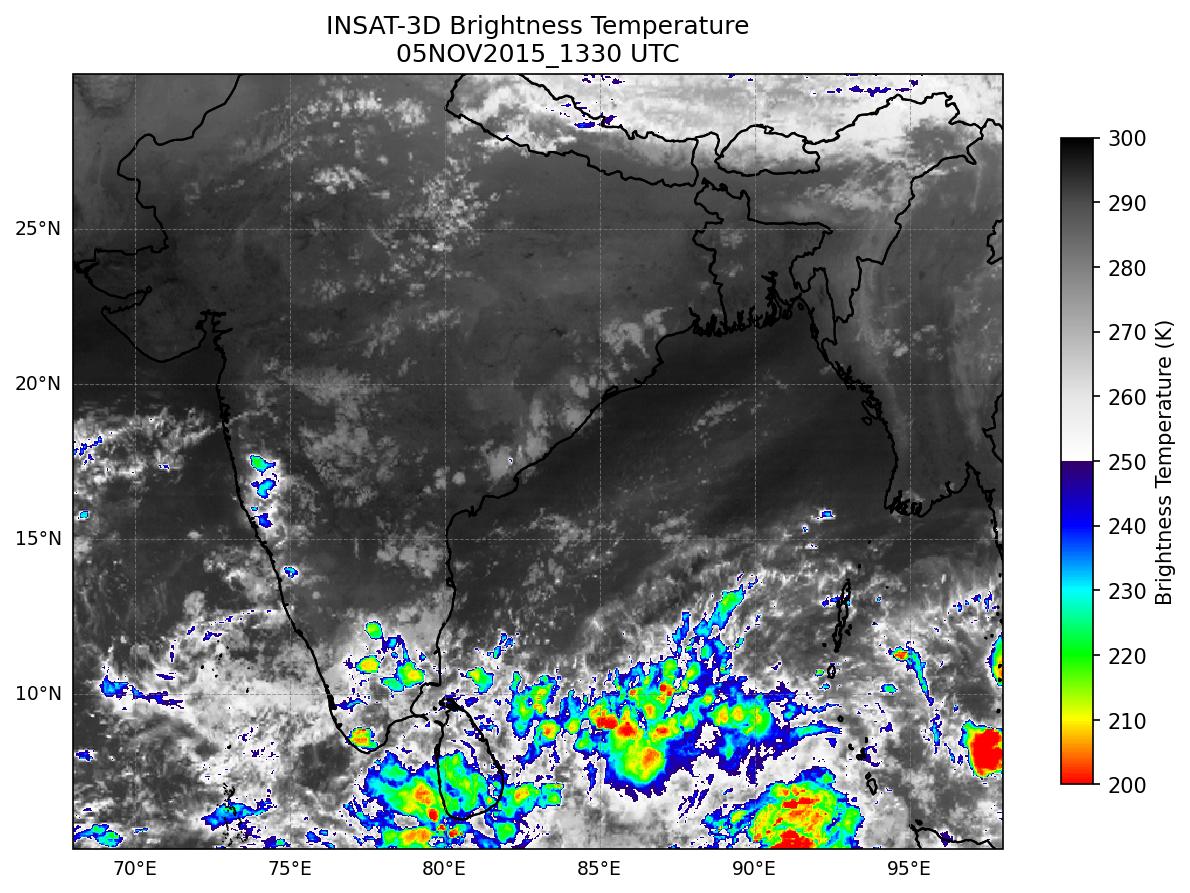 INSAT-3D Brightness Temperature
05NOV2015_1330 UTC
25°N
20°N
15°N
10°N
70°E
75°E
80°E
85°E
90°E
95°E
300
290
280
270
260
250
240
230
220
210
200
Brightness Temperature (K)